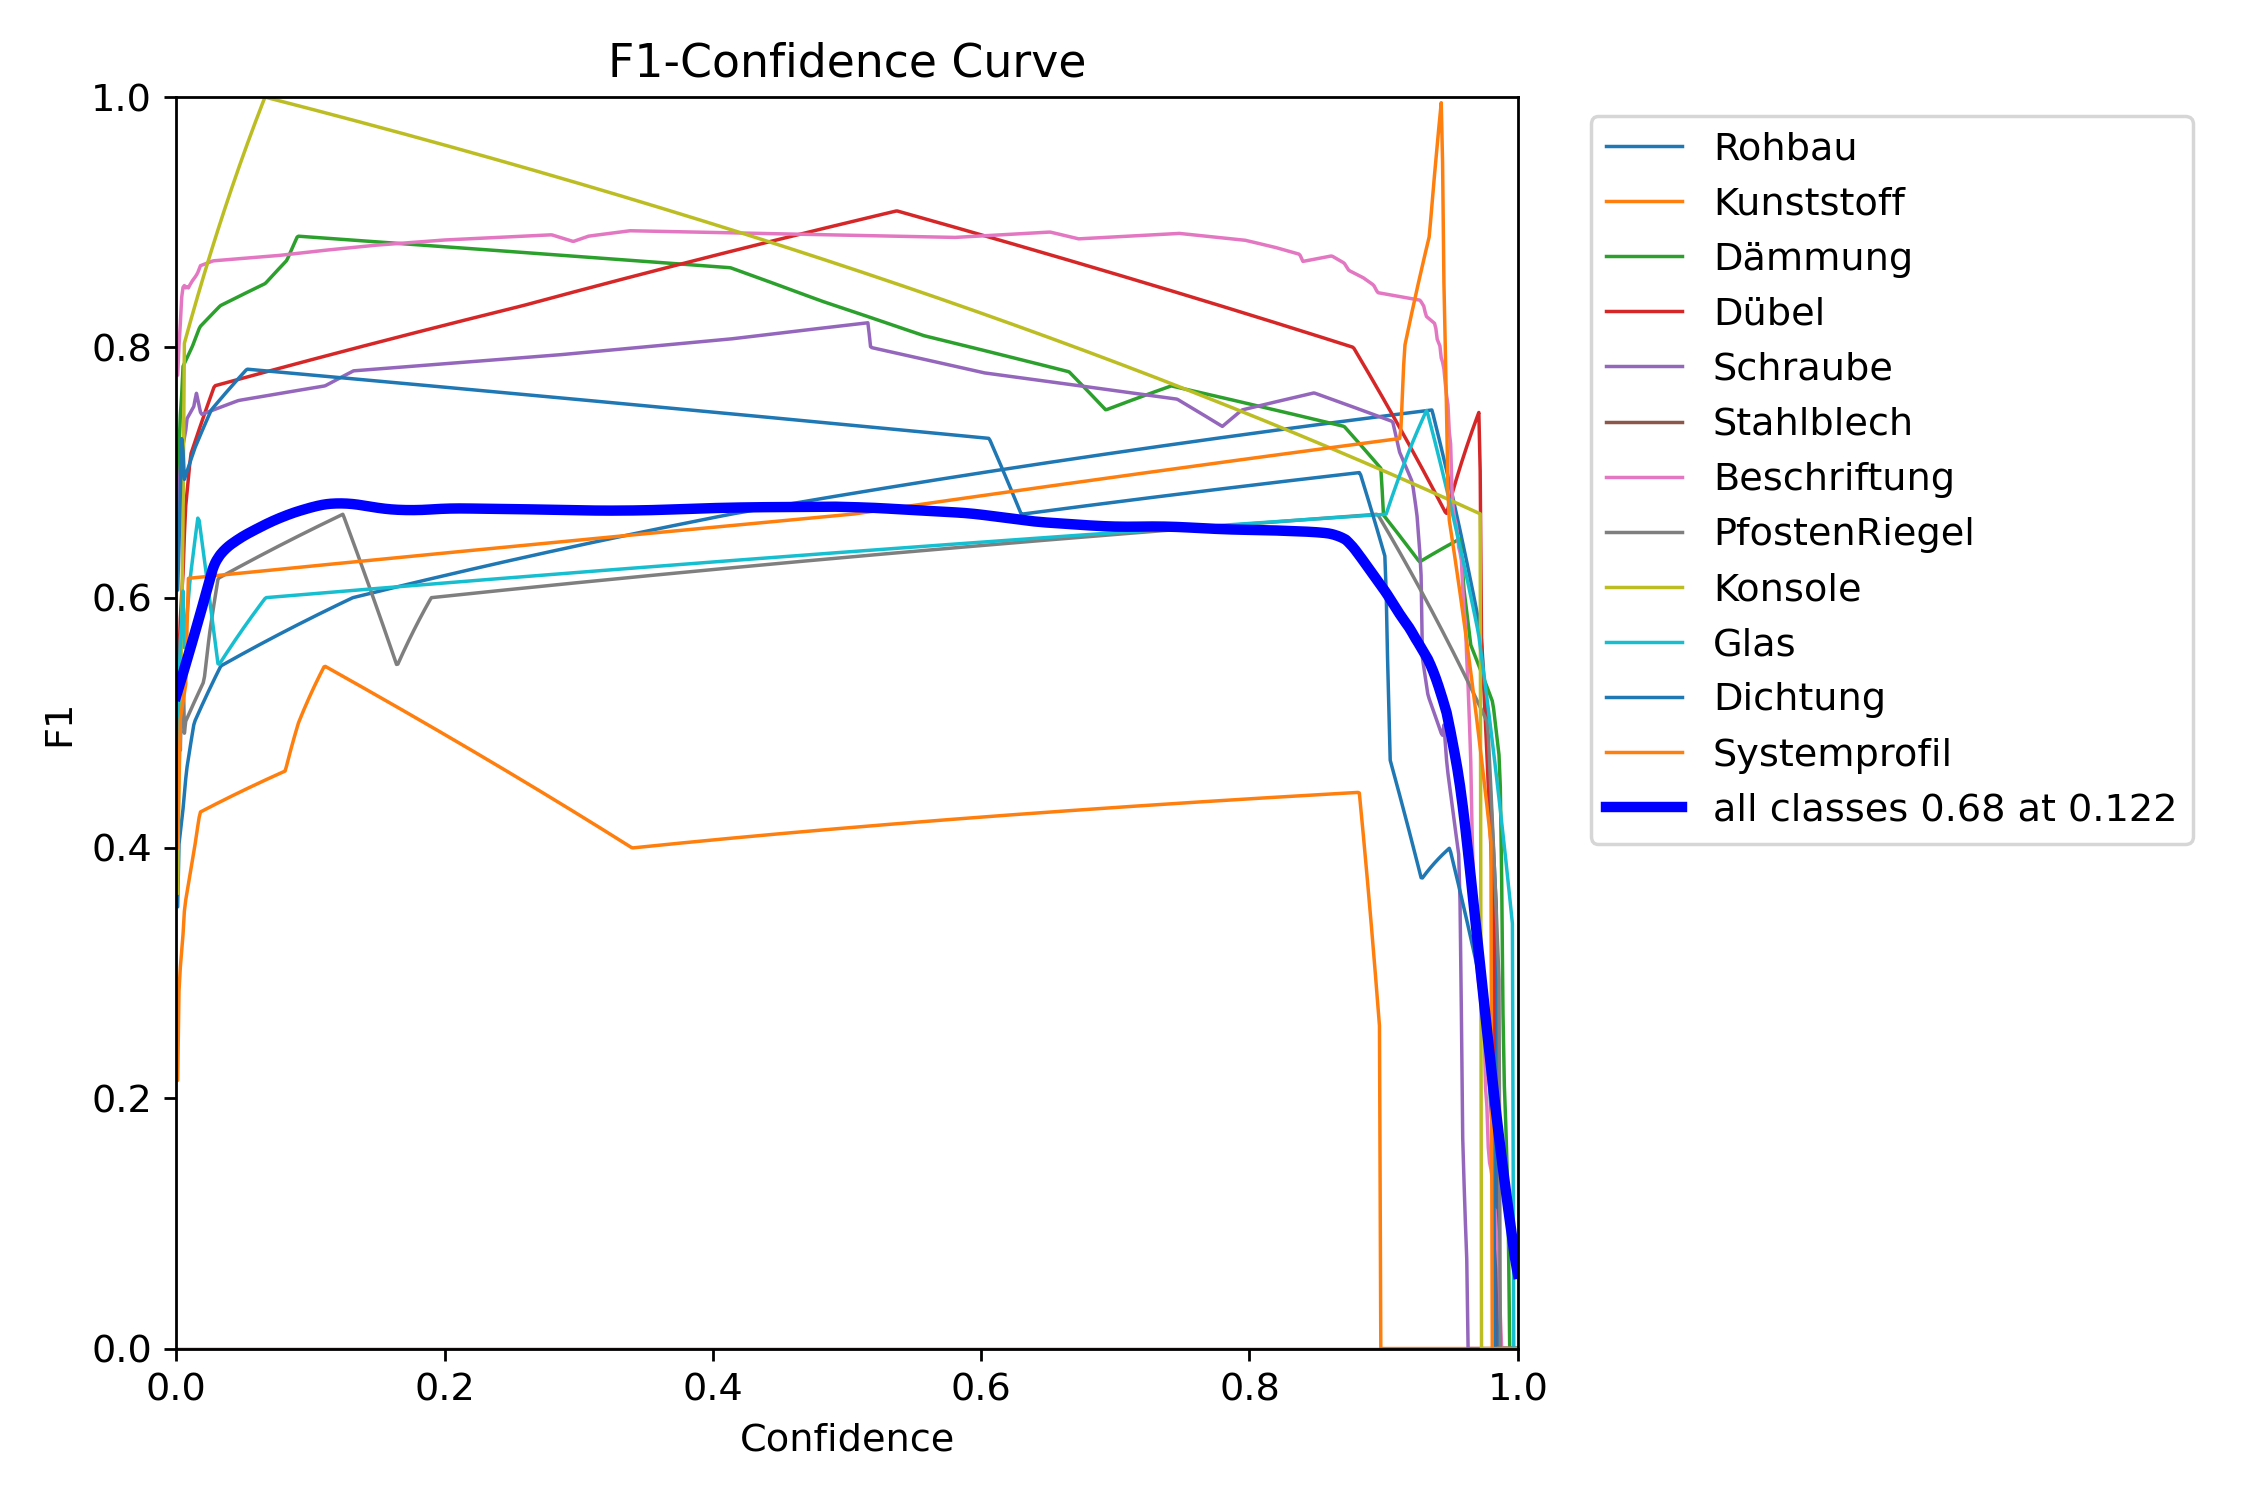 F1-Confidence Curve
1.0
0.8
0.6
0.4
0.2
0.0
F1
0.0 0.2 0.4 0.6 0.8 1.0
Confidence
Rohbau
Kunststoff
Dämmung
Dübel
Schraube
Stahlblech
Beschriftung
PfostenRiegel
Konsole
Glas
Dichtung
Systemprofil
all classes 0.68 at 0.122